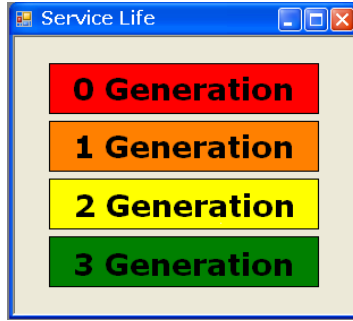 Service Life
0 Generation
1 Generation
2 Generation
3 Generation